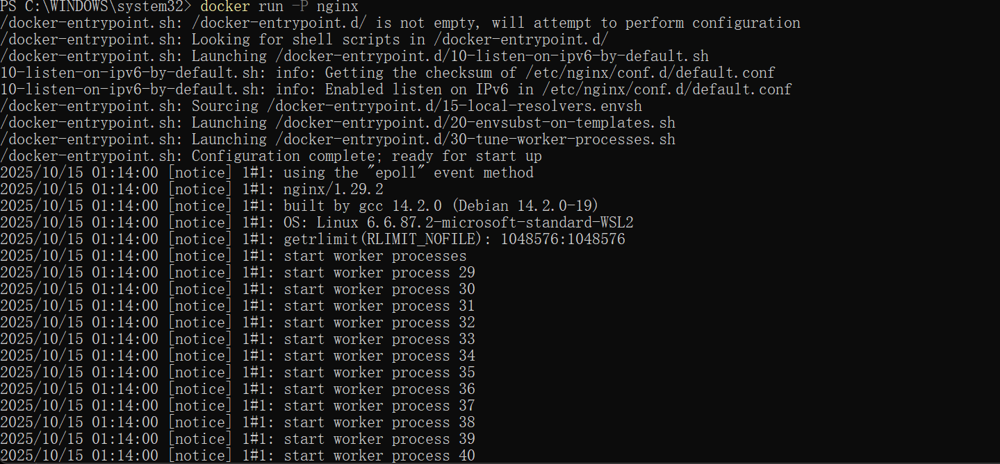 PS C:\WINDOWS\system32> docker run -P nginx
/docker-entrypoint.sh: /docker-entrypoint.d/ is not empty, will attempt to perform configuration
/docker-entrypoint.sh: Looking for shell scripts in /docker-entrypoint.d/
/docker-entrypoint.sh: Launching /docker-entrypoint.d/10-listen-on-ipv6-by-default.sh
10-listen-on-ipv6-by-default.sh: info: Getting the checksum of /etc/nginx/conf.d/default.conf
10-listen-on-ipv6-by-default.sh: info: Enabled listen on IPv6 in /etc/nginx/conf.d/default.conf
/docker-entrypoint.sh: Sourcing /docker-entrypoint.d/15-local-resolvers.envsh
/docker-entrypoint.sh: Launching /docker-entrypoint.d/20-envsubst-on-templates.sh
/docker-entrypoint.sh: Launching /docker-entrypoint.d/30-tune-worker-processes.sh
/docker-entrypoint.sh: Configuration complete; ready for start up
2025/10/15 01:14:00 [notice] 1#1: using the "epoll" event method
2025/10/15 01:14:00 [notice] 1#1: nginx/1.29.2
2025/10/15 01:14:00 [notice] 1#1: built by gcc 14.2.0 (Debian 14.2.0-19)
2025/10/15 01:14:00 [notice] 1#1: OS: Linux 6.6.87.2-microsoft-standard-WSL2
2025/10/15 01:14:00 [notice] 1#1: getrlimit(RLIMIT_NOFILE): 1048576:1048576
2025/10/15 01:14:00 [notice] 1#1: start worker processes
2025/10/15 01:14:00 [notice] 1#1: start worker process 29
2025/10/15 01:14:00 [notice] 1#1: start worker process 30
2025/10/15 01:14:00 [notice] 1#1: start worker process 31
2025/10/15 01:14:00 [notice] 1#1: start worker process 32
2025/10/15 01:14:00 [notice] 1#1: start worker process 33
2025/10/15 01:14:00 [notice] 1#1: start worker process 34
2025/10/15 01:14:00 [notice] 1#1: start worker process 35
2025/10/15 01:14:00 [notice] 1#1: start worker process 36
2025/10/15 01:14:00 [notice] 1#1: start worker process 37
2025/10/15 01:14:00 [notice] 1#1: start worker process 38
2025/10/15 01:14:00 [notice] 1#1: start worker process 39
2025/10/15 01:14:00 [notice] 1#1: start worker process 40